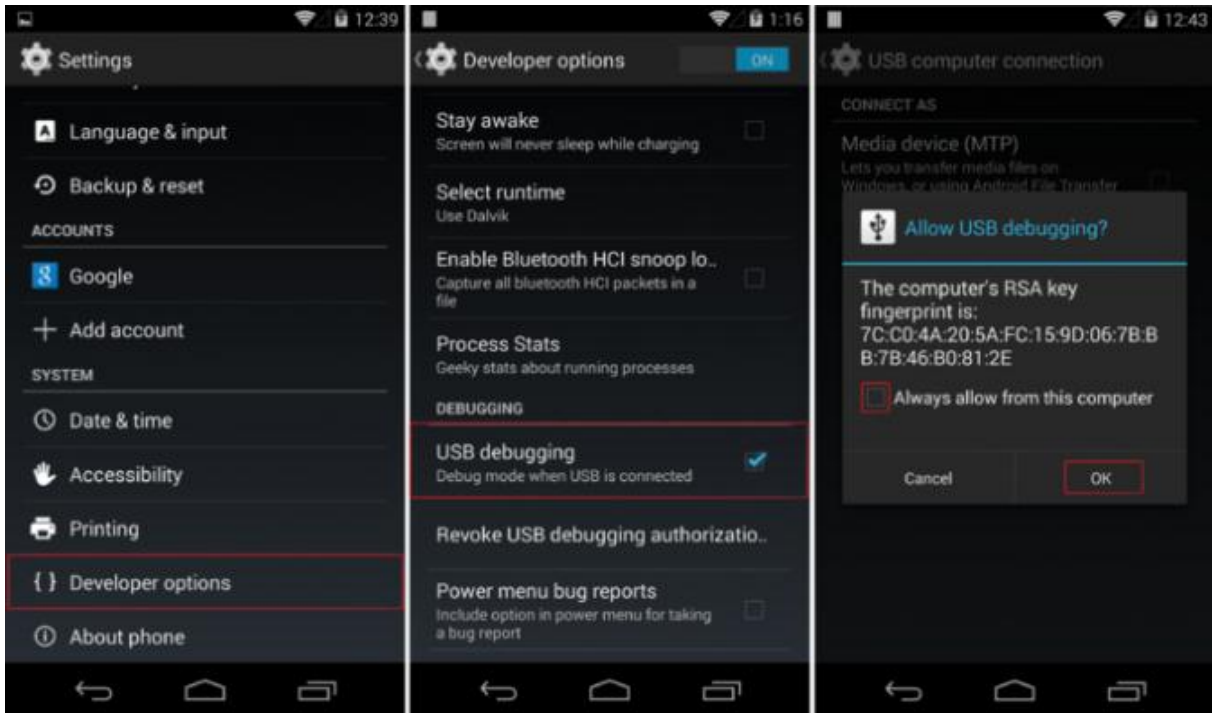 12:39
Settings
Language & input
Backup & reset
ACCOUNTS
Google
Add account
SYSTEM
Date & time
Accessibility
Printing
Developer options
About phone
1:16
Developer options
ON
Stay awake
Screen will never sleep while charging
Select runtime
Use Dalvik
Enable Bluetooth HCI snoop lo..
Capture all bluetooth HCI packets in a
file
Process Stats
Geeky stats about running processes
DEBUGGING
USB debugging
Debug mode when USB is connected
Revoke USB debugging authorizatio..
Power menu bug reports
Include option in power menu for taking
a bug report
12:43
USB computer connection
CONNECT AS
Media device (MTP)
Lets you transfer media files on
Windows, or using Android File Transfer
Allow USB debugging?
The computer's RSA key
fingerprint is:
7C:C0:4A:20:5A:FC:15:9D:06:7B:B
B:7B:46:B0:81:2E
Always allow from this computer
Cancel
OK